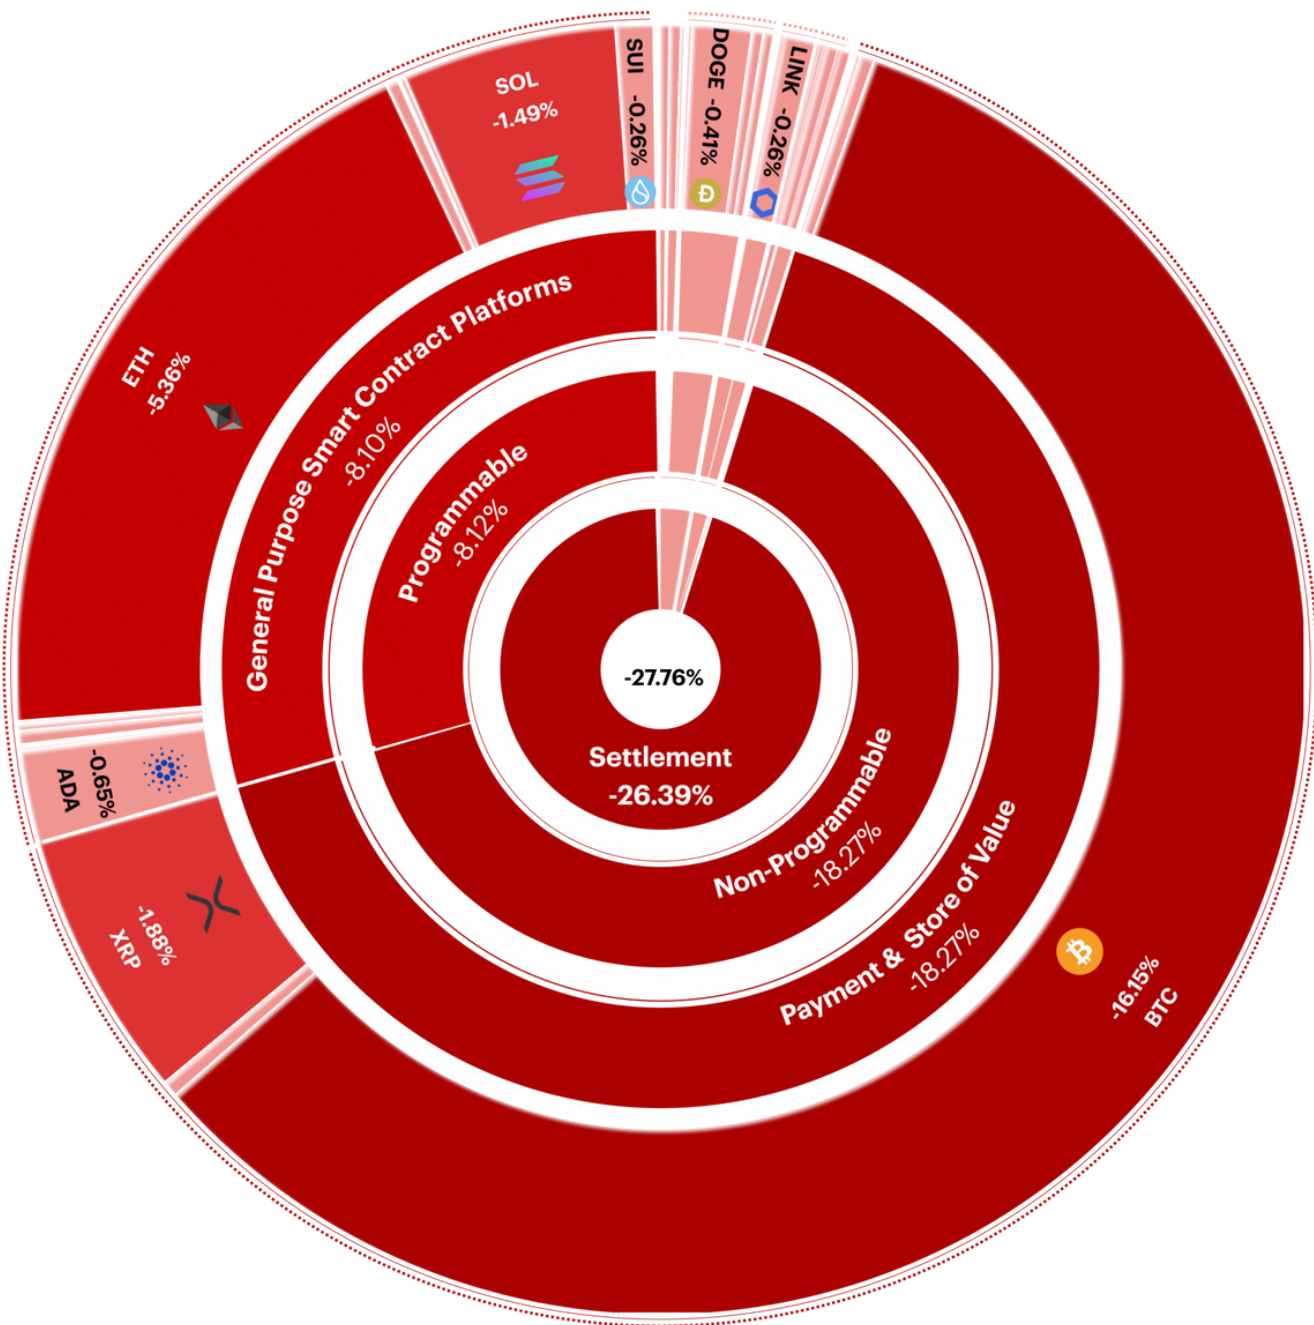 SOL
-1.49%
SUI -0.26%
DOGE -0.41%
LINK -0.26%
ETH
-5.36%
General Purpose Smart Contract Platforms
-8.10%
Programmable
-8.12%
-27.76%
Settlement
-26.39%
Non-Programmable
-18.27%
Payment & Store of Value
-18.27%
-0.65%
ADA
-1.88%
XRP
-16.15%
BTC